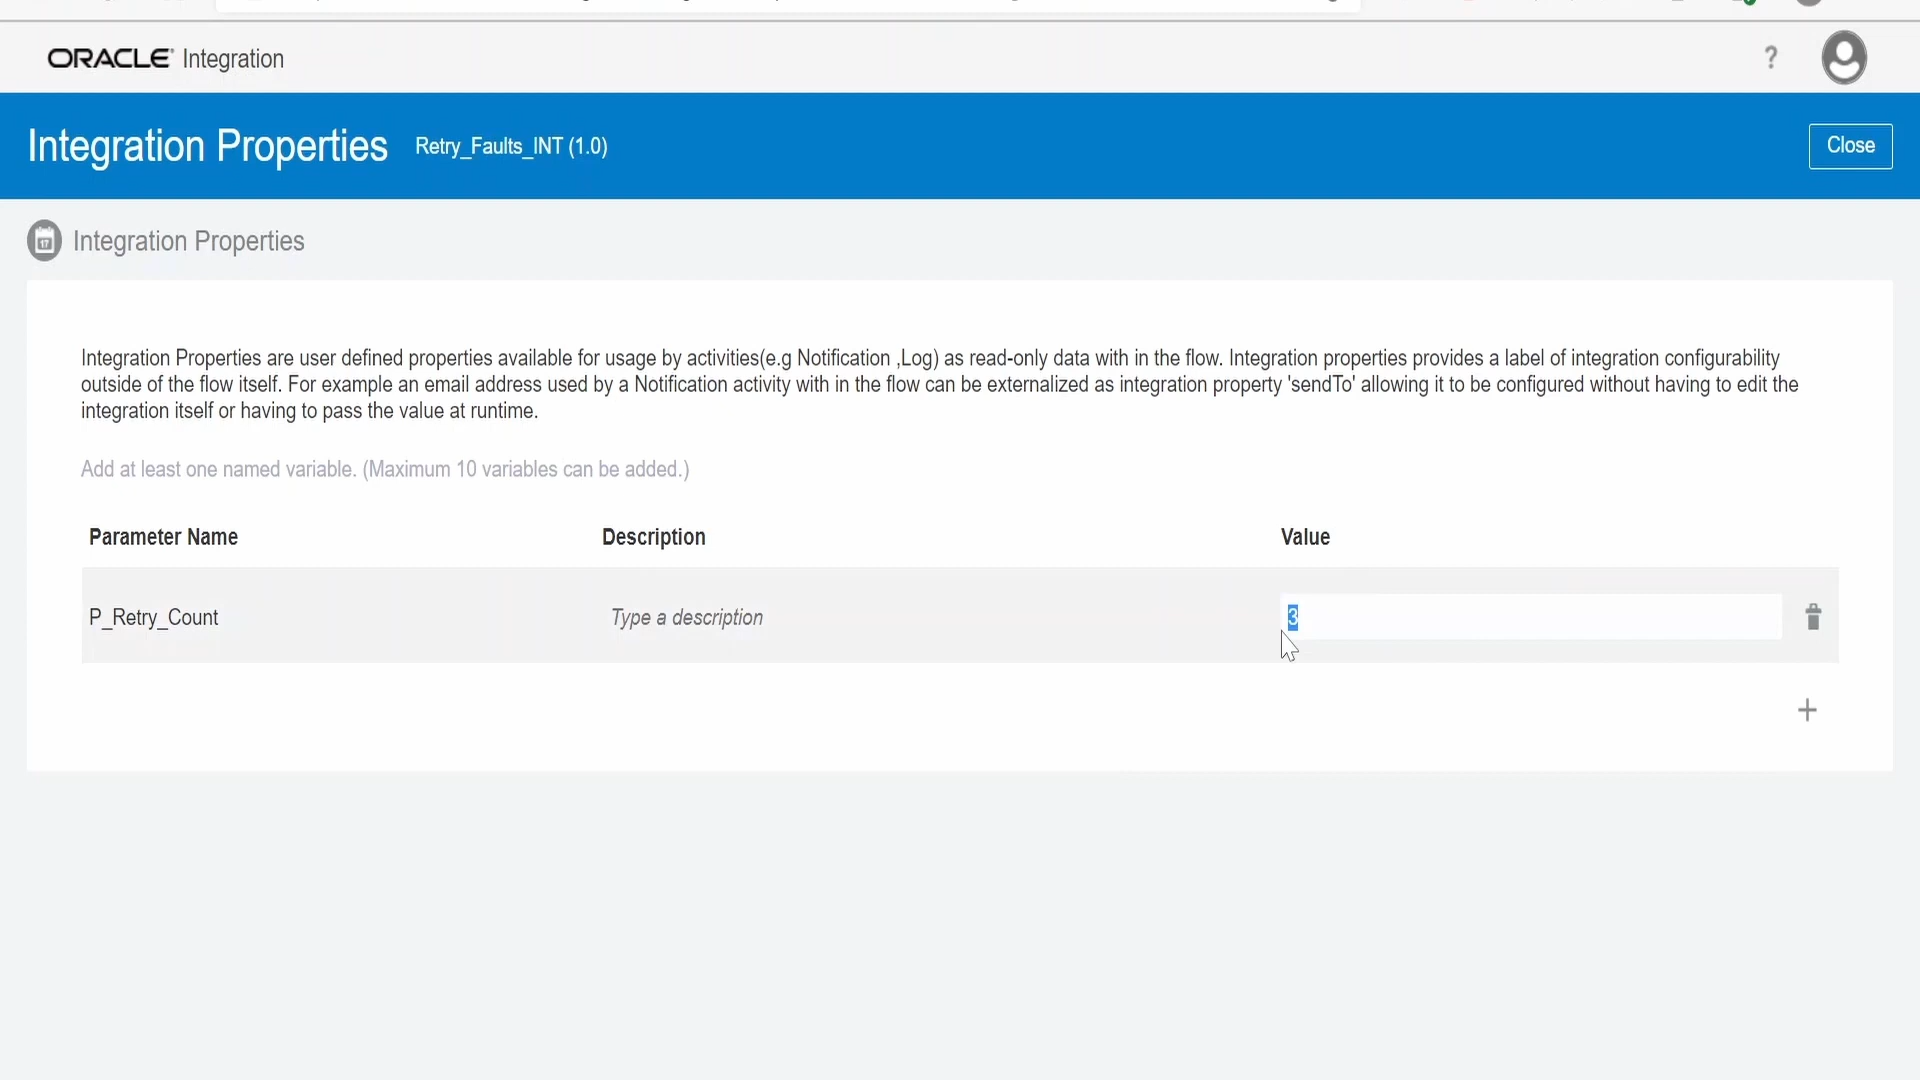 ORACLE Integration
?
Integration Properties Retry_Faults_INT (1.0)
Close
Integration Properties
Integration Properties are user defined properties available for usage by activities(e.g Notification ,Log) as read-only data with in the flow. Integration properties provides a label of integration configurability
outside of the flow itself. For example an email address used by a Notification activity with in the flow can be externalized as integration property 'sendTo' allowing it to be configured without having to edit the
integration itself or having to pass the value at runtime.
Add at least one named variable. (Maximum 10 variables can be added.)
Parameter Name Description Value
P_Retry_Count Type a description 3